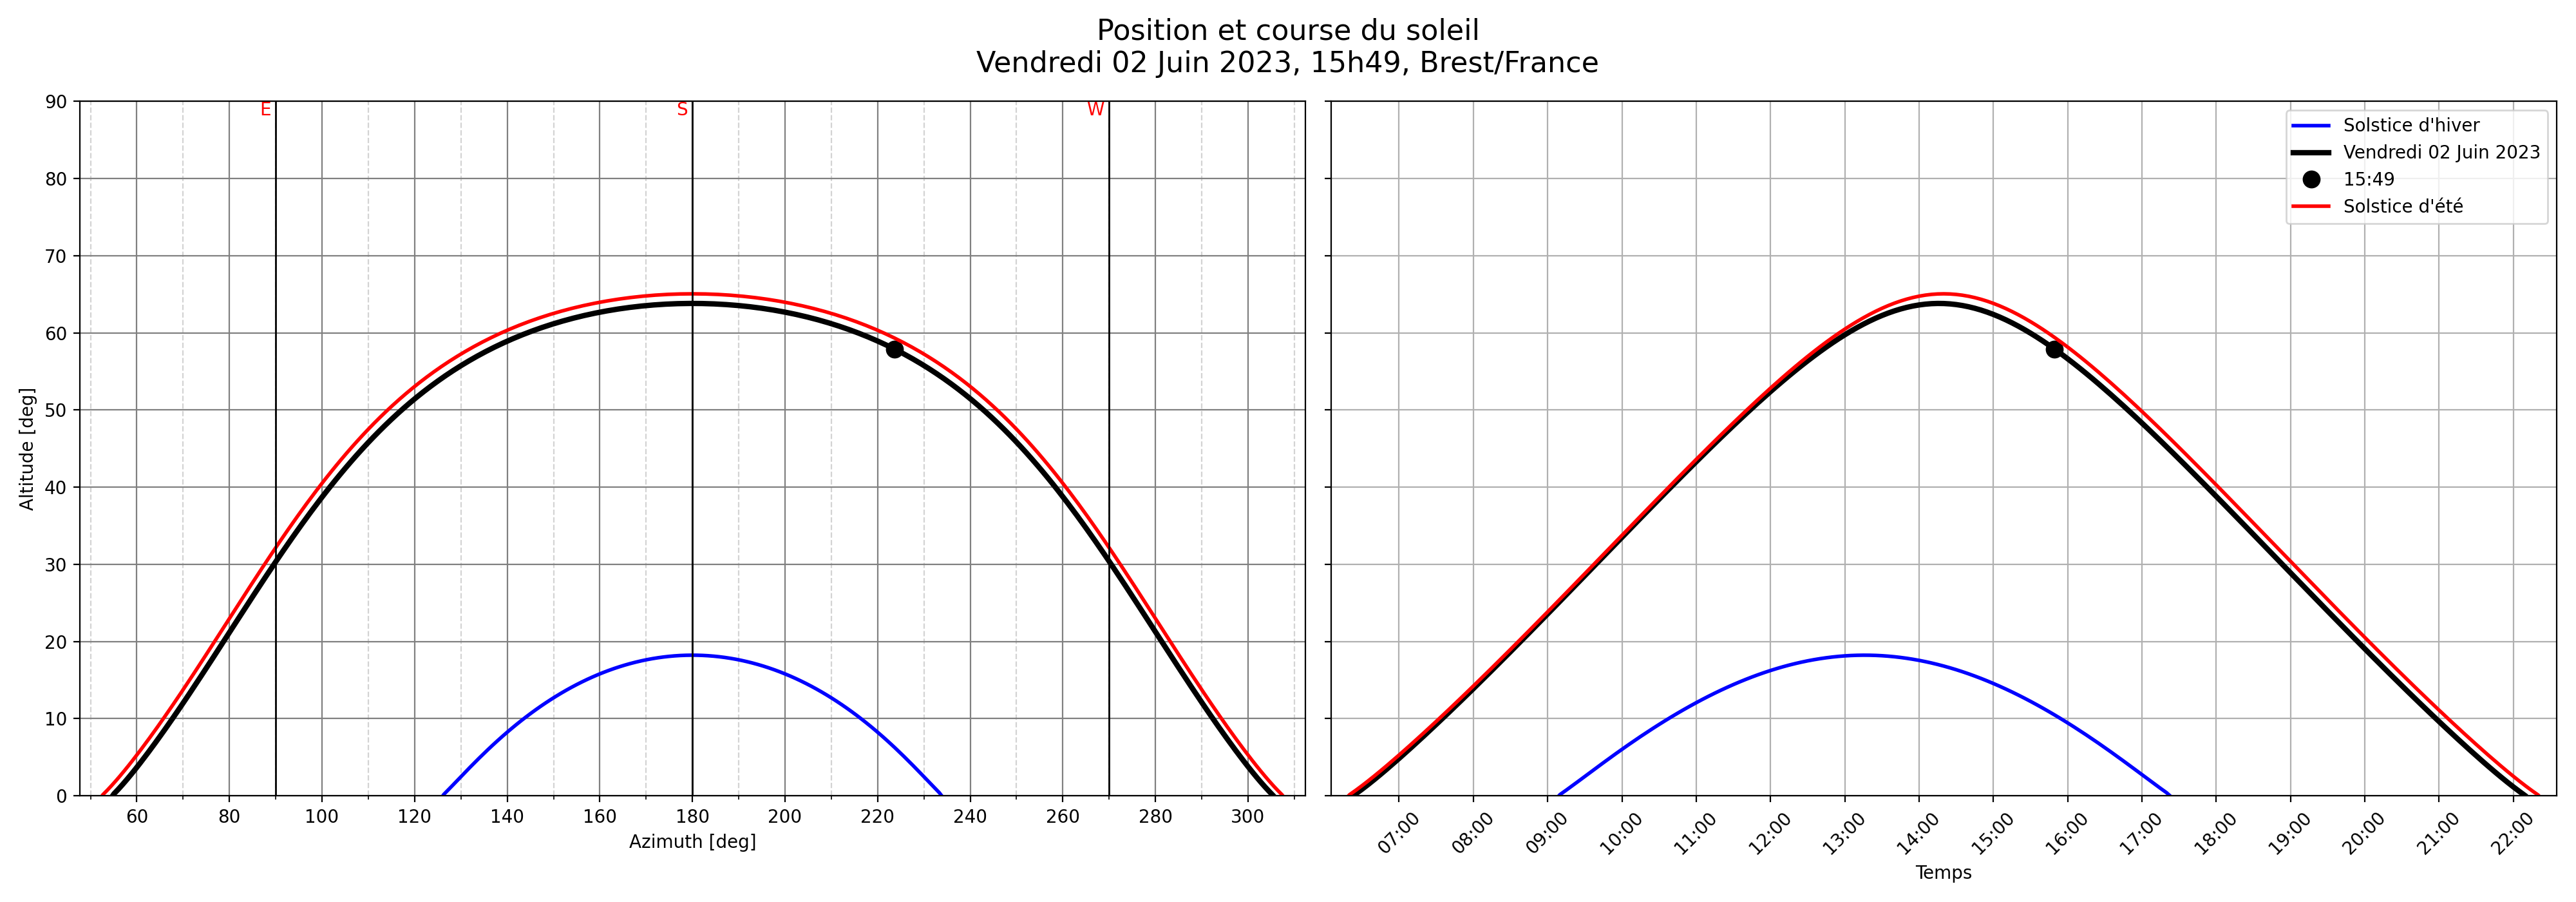 Position et course du soleil
Vendredi 02 Juin 2023, 15h49, Brest/France
E
S
W
90
80
70
60
50
40
30
20
10
0
Altitude [deg]
60 80 100 120 140 160 180 200 220 240 260 280 300
Azimuth [deg]
Solstice d'hiver
Vendredi 02 Juin 2023
15:49
Solstice d'été
07:00 08:00 09:00 10:00 11:00 12:00 13:00 14:00 15:00 16:00 17:00 18:00 19:00 20:00 21:00 22:00
Temps